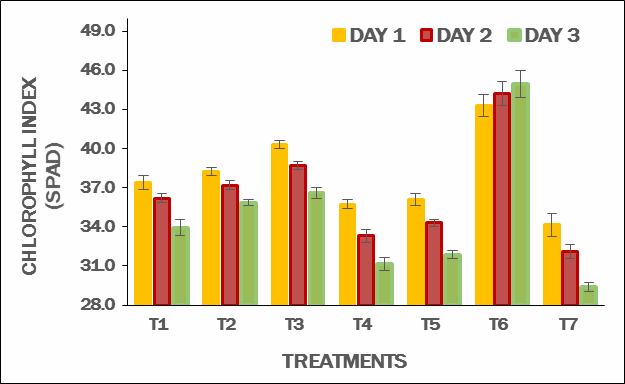 49.0
DAY 1 DAY 2 DAY 3
46.0
43.0
40.0
37.0
34.0
31.0
28.0
CHLOROPHYLL INDEX
(SPAD)
T1 T2 T3 T4 T5 T6 T7
TREATMENTS